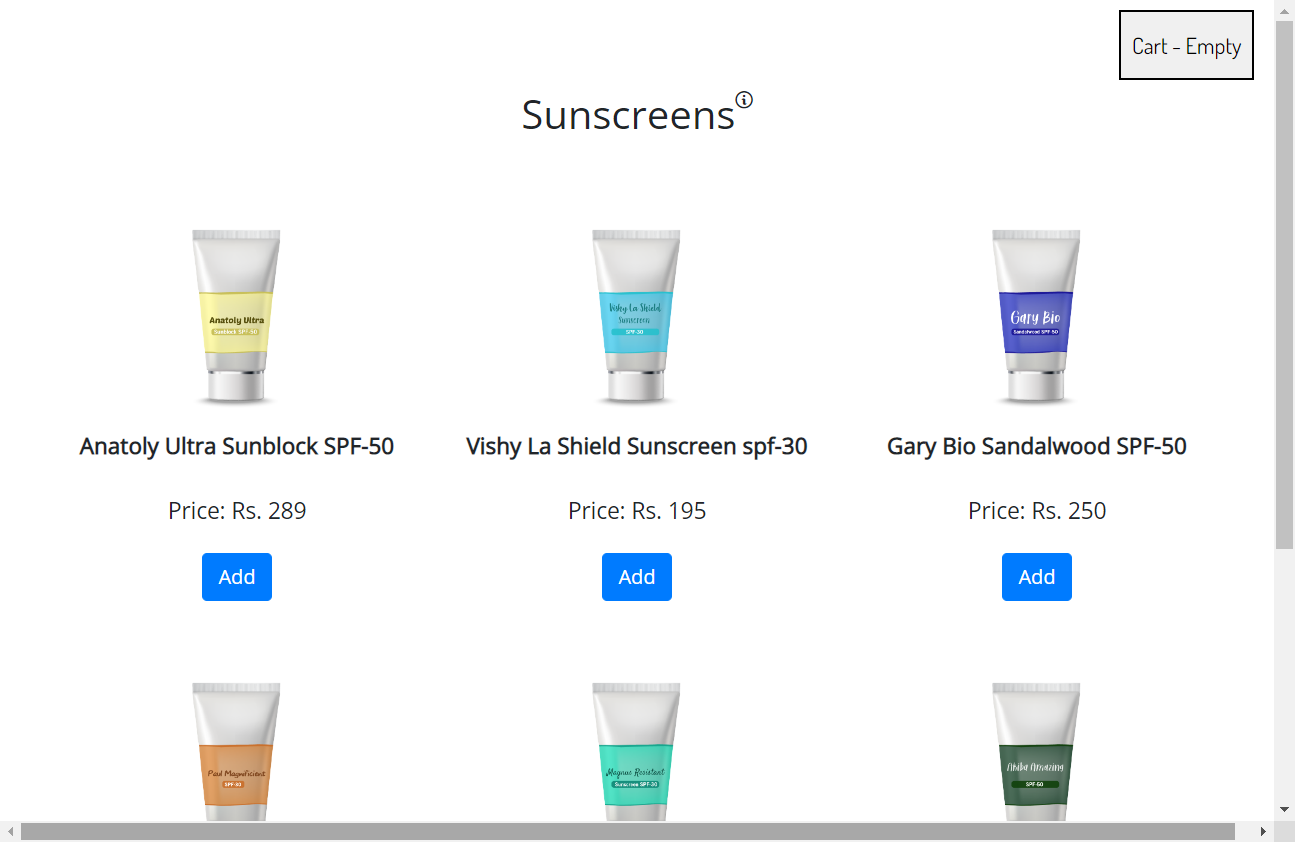 Cart - Empty
Sunscreens
Anatoly Ultra
Sunblock SPF-50
Vishy La Shield
Sunscreen
SPF-30
Gary Bio
Sandalwood SPF-50
Anatoly Ultra Sunblock SPF-50
Vishy La Shield Sunscreen spf-30
Gary Bio Sandalwood SPF-50
Price: Rs. 289
Price: Rs. 195
Price: Rs. 250
Add
Add
Add
Paul Magnificient
SPF-30
Magnus Resistant
Sunscreen SPF-30
Amazing
SPF-50